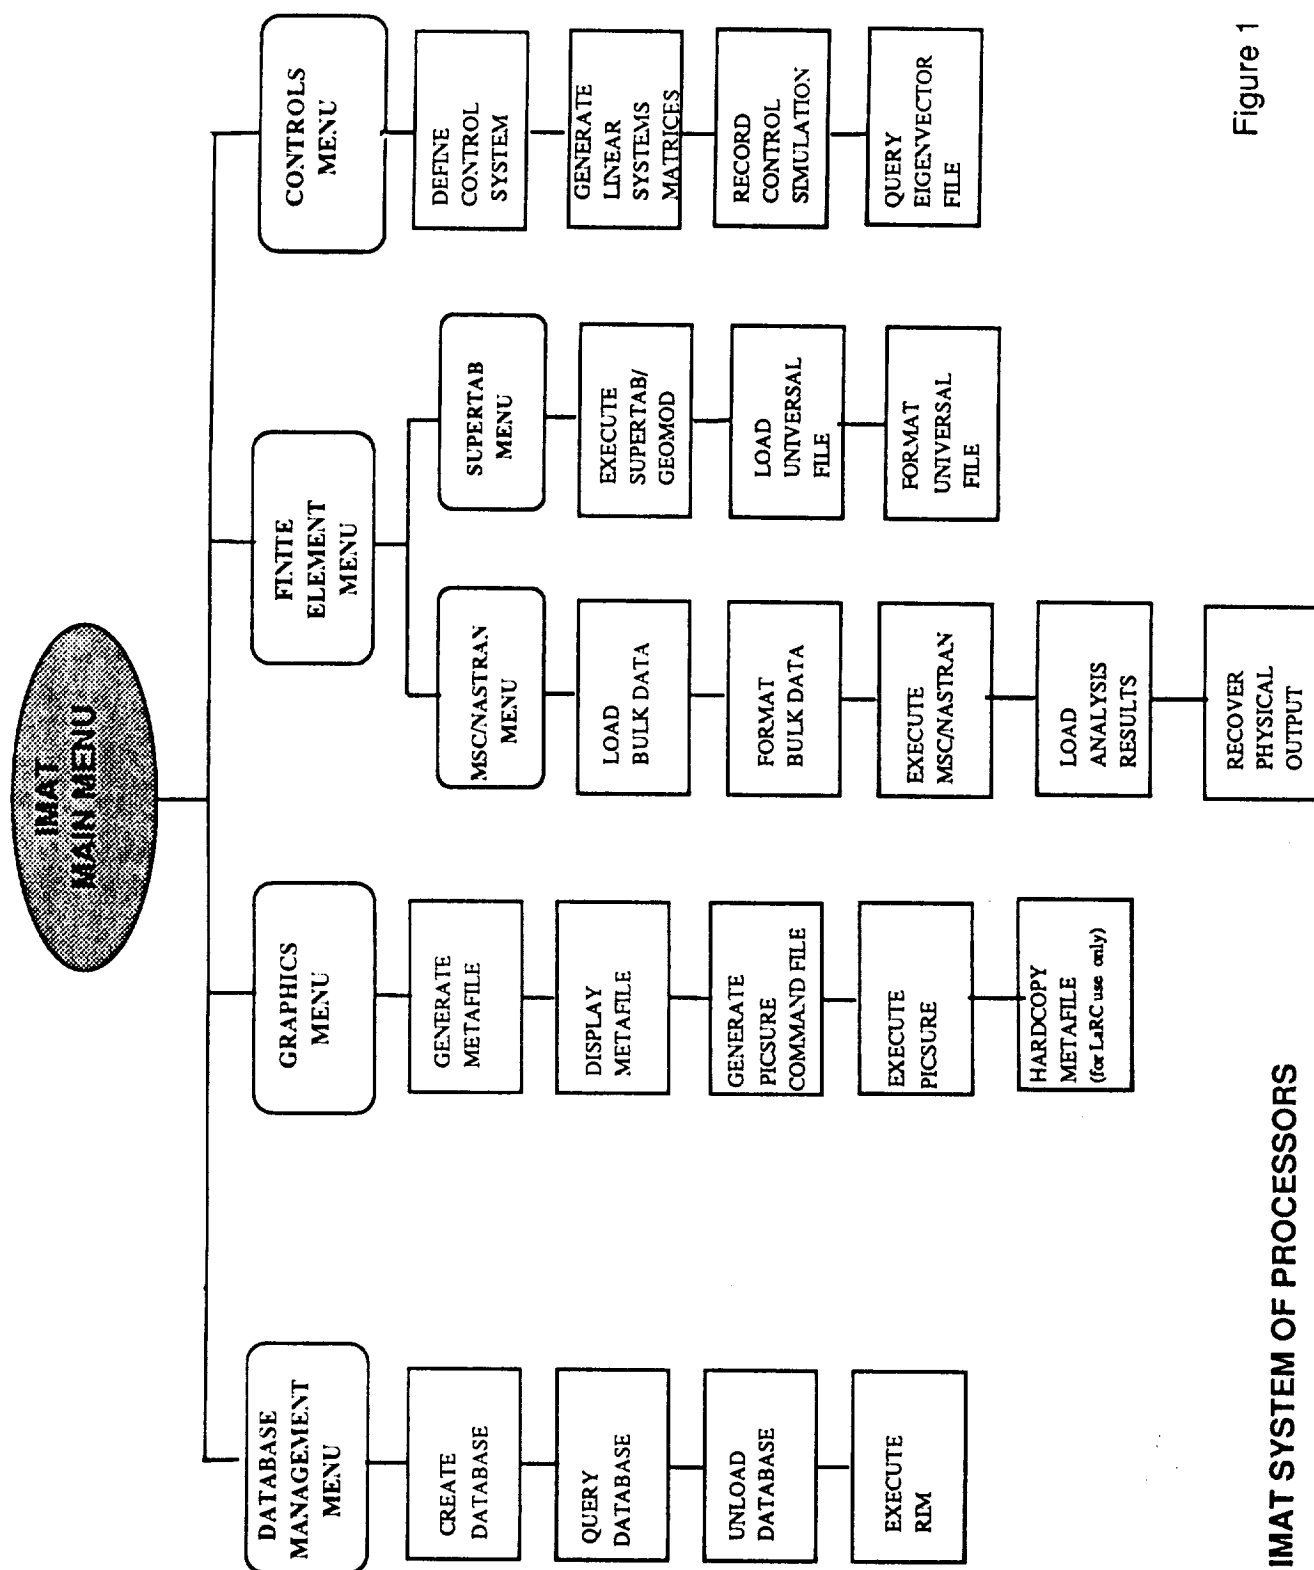 IMAT
MAIN MENU
DATABASE
MANAGEMENT
MENU
CREATE
DATABASE
QUERY
DATABASE
UNLOAD
DATABASE
EXECUTE
RIM
GRAPHICS
MENU
GENERATE
METAFILE
DISPLAY
METAFILE
GENERATE
PICSURE
COMMAND FILE
EXECUTE
PICSURE
HARDCOPY
METAFILE
(for LaRC use only)
FINITE
ELEMENT
MENU
MSC/NASTRAN
MENU
LOAD
BULK DATA
FORMAT
BULK DATA
EXECUTE
MSC/NASTRAN
LOAD
ANALYSIS
RESULTS
RECOVER
PHYSICAL
OUTPUT
SUPERTAB
MENU
EXECUTE
SUPERTAB/
GEOMOD
LOAD
UNIVERSAL
FILE
FORMAT
UNIVERSAL
FILE
CONTROLS
MENU
DEFINE
CONTROL
SYSTEM
GENERATE
LINEAR
SYSTEMS
MATRICES
RECORD
CONTROL
SIMULATION
QUERY
EIGENVECTOR
FILE
IMAT SYSTEM OF PROCESSORS
Figure 1